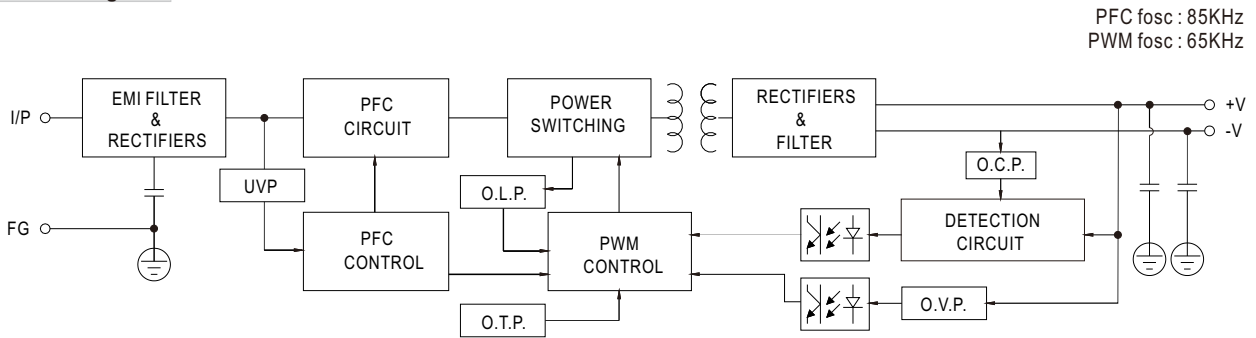 PFC fosc : 85KHz
PWM fosc : 65KHz
I/P
EMI FILTER
&
RECTIFIERS
PFC
CIRCUIT
POWER
SWITCHING
RECTIFIERS
&
FILTER
+V
-V
UVP
O.L.P.
O.C.P.
FG
PFC
CONTROL
PWM
CONTROL
DETECTION
CIRCUIT
O.T.P.
O.V.P.